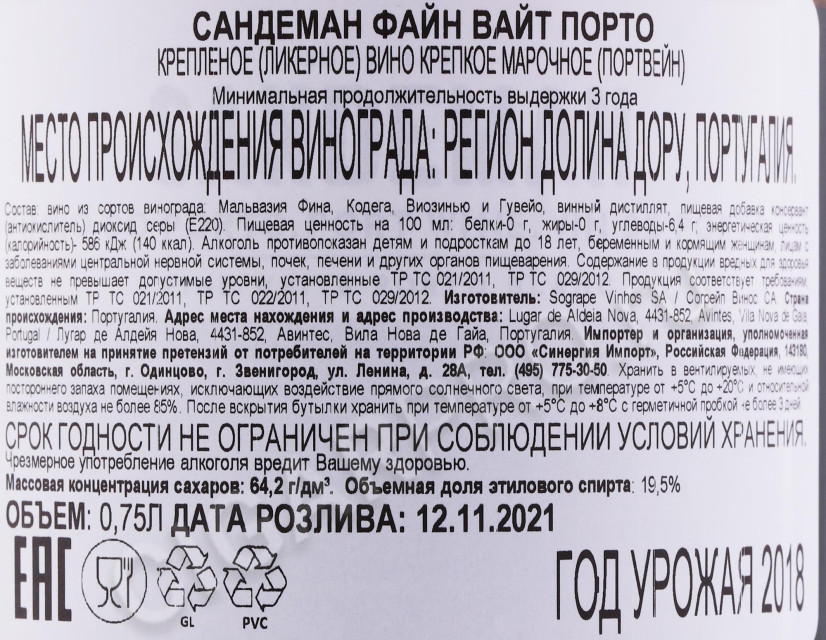 САНДЕМАН ФАЙН ВАЙТ ПОРТО
КРЕПЛЕНОЕ (ЛИКЕРНОЕ) ВИНО КРЕПКОЕ МАРОЧНОЕ (ПОРТВЕЙН)
Минимальная продолжительность выдержки 3 года
МЕСТО ПРОИСХОЖДЕНИЯ ВИНОГРАДА: РЕГИОН ДОЛИНА ДОРУ, ПОРТУГАЛИЯ.
Состав: вино из сортов винограда: Мальвазия Фина, Кодега, Виозинью и Гувейо, винный дистиллят, пищевая добавка консервант
(антиокислитель) диоксид серы (Е220). Пищевая ценность на 100 мл: белки-0 г, жиры-0 г, углеводы-6,4 г; энергетическая ценность
(калорийность)- 586 кДж (140 ккал). Алкоголь противопоказан детям и подросткам до 18 лет, беременным и кормящим женщинам, лицам с
заболеваниями центральной нервной системы, почек, печени и других органов пищеварения. Содержание в продукции вредных для здоровья
веществ не превышает допустимые уровни, установленные ТР ТС 021/2011, ТР ТС 029/2012. Продукция соответствует требованиям,
установленным ТР ТС 021/2011, ТР ТС 022/2011, ТР ТС 029/2012. Изготовитель: Sogrape Vinhos SA / Согрейп Винос СА. Страна
происхождения: Португалия. Адрес места нахождения и адрес производства: Lugar de Aldeia Nova, 4431-852, Avintes, Vila Nova de Gaia,
Portugal / Лугар де Алдейя Нова, 4431-852, Авинтес, Вила Нова де Гайа, Португалия. Импортер и организация, уполномоченная
изготовителем на принятие претензий от потребителей на территории РФ: ООО «Синергия Импорт», Российская Федерация, 143180,
Московская область, г. Одинцово, г. Звенигород, ул. Ленина, д. 28А, тел. (495) 775-30-50. Хранить в вентилируемых, не имеющих
постороннего запаха помещениях, исключающих воздействие прямого солнечного света, при температуре от +5°С до +20°С и относительной
влажности воздуха не более 85%. После вскрытия бутылки хранить при температуре от +5°С до +8°С с герметичной пробкой не более 3 дней.
СРОК ГОДНОСТИ НЕ ОГРАНИЧЕН ПРИ СОБЛЮДЕНИИ УСЛОВИЙ ХРАНЕНИЯ.
Чрезмерное употребление алкоголя вредит Вашему здоровью.
Массовая концентрация сахаров: 64,2 г/дм³. Объемная доля этилового спирта: 19,5%
ОБЪЕМ: 0,75Л ДАТА РОЗЛИВА: 12.11.2021
ЕАС
GL
PVC
ГОД УРОЖАЯ 2018